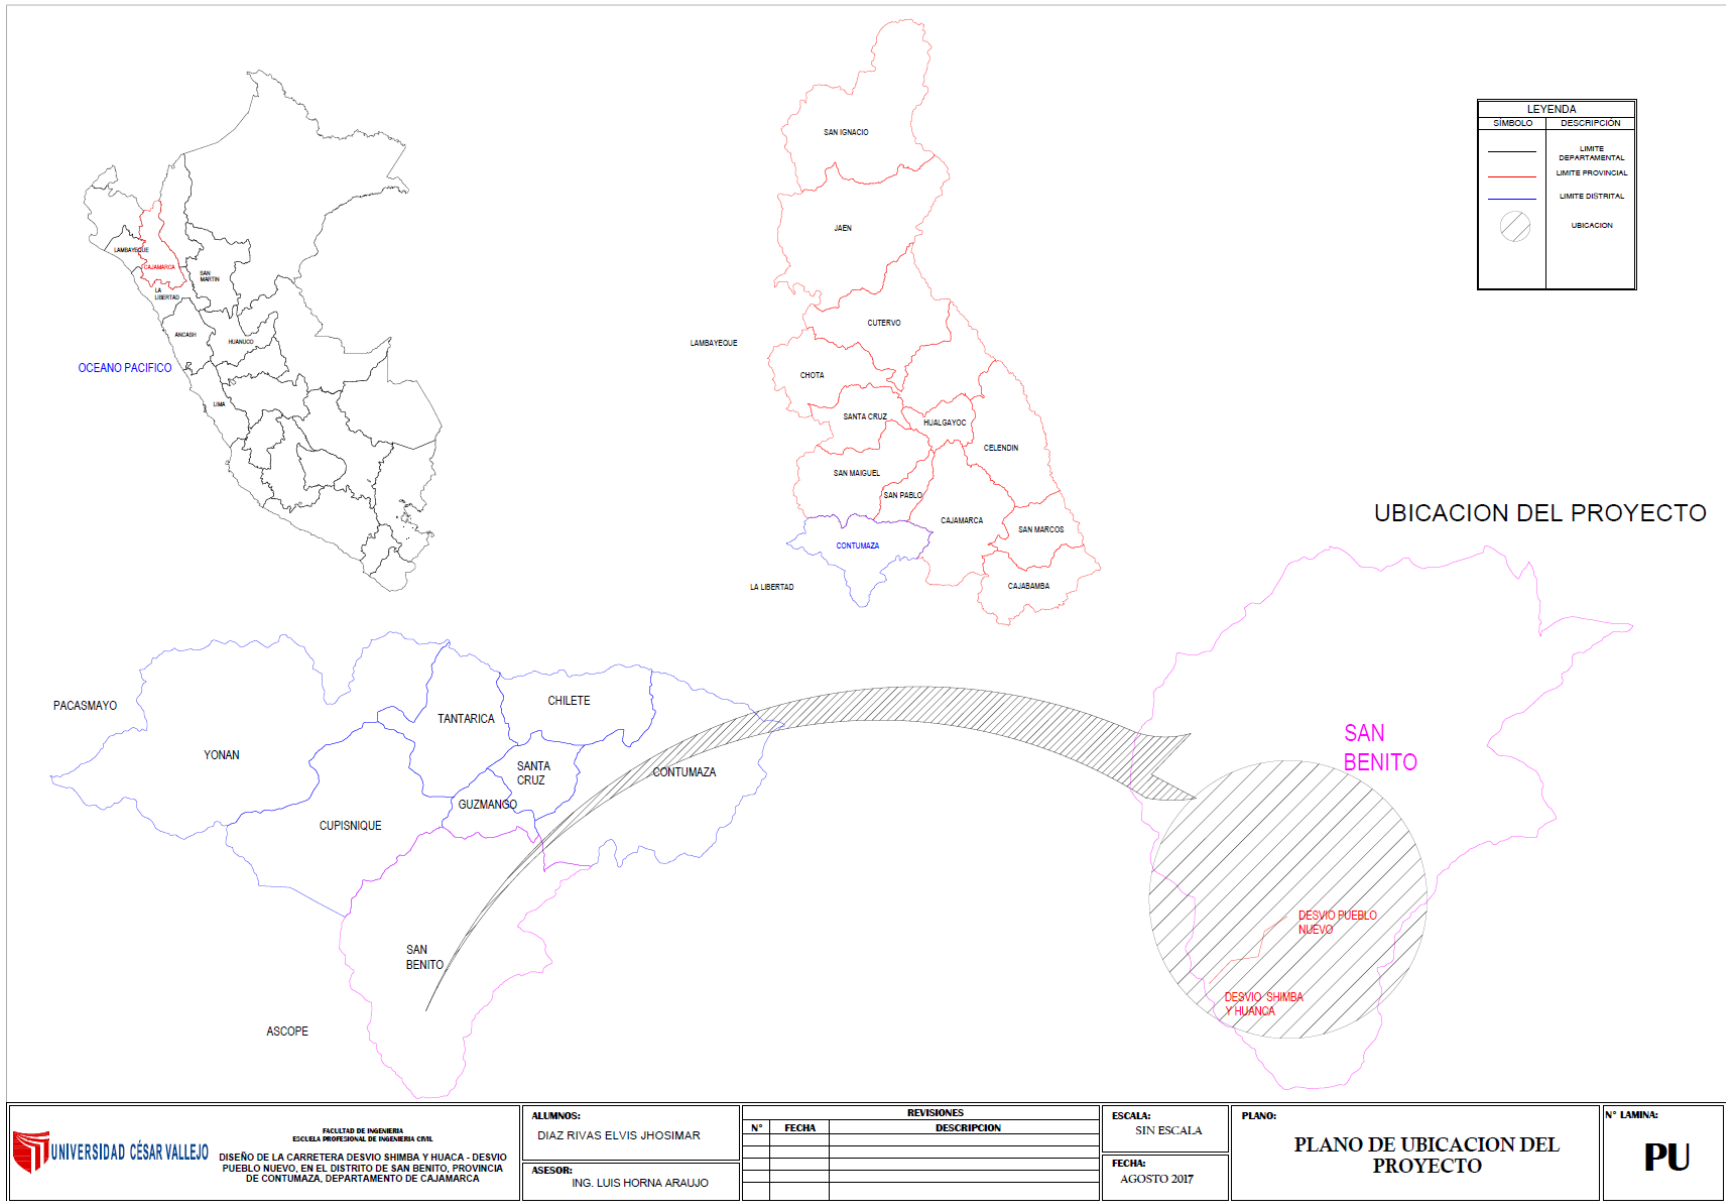 LEYENDA
SÍMBOLO DESCRIPCIÓN
LIMITE
DEPARTAMENTAL
LIMITE PROVINCIAL
LIMITE DISTRITAL
UBICACION
LAMBAYEQUE
CAJAMARCA
SAN
MARTIN
LA
LIBERTAD
ANCASH
HUANUCO
LIMA
OCEANO PACIFICO
SAN IGNACIO
JAEN
CUTERVO
LAMBAYEQUE
CHOTA
SANTA CRUZ
HUALGAYOC
CELENDIN
SAN MAIGUEL
SAN PABLO
CAJAMARCA
SAN MARCOS
CONTUMAZA
CAJABAMBA
LA LIBERTAD
UBICACION DEL PROYECTO
PACASMAYO
YONAN
TANTARICA
CHILETE
SANTA
CRUZ
CONTUMAZA
GUZMANGO
CUPISNIQUE
SAN
BENITO
ASCOPE
SAN
BENITO
DESVIO PUEBLO
NUEVO
DESVIO SHIMBA
Y HUANCA
UNIVERSIDAD CÉSAR VALLEJO
FACULTAD DE INGENIERIA
ESCUELA PROFESIONAL DE INGENIERIA CIVIL
DISEÑO DE LA CARRETERA DESVIO SHIMBA Y HUACA - DESVIO
PUEBLO NUEVO, EN EL DISTRITO DE SAN BENITO, PROVINCIA
DE CONTUMAZA, DEPARTAMENTO DE CAJAMARCA
ALUMNOS:
DIAZ RIVAS ELVIS JHOSIMAR
ASESOR:
ING. LUIS HORNA ARAUJO
REVISIONES
N° FECHA DESCRIPCION
ESCALA:
SIN ESCALA
FECHA:
AGOSTO 2017
PLANO:
PLANO DE UBICACION DEL
PROYECTO
N° LAMINA:
PU